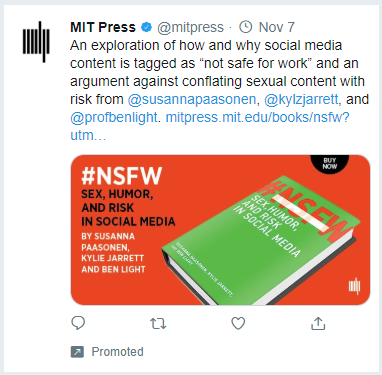 MIT Press @mitpress · Nov 7
An exploration of how and why social media
content is tagged as “not safe for work” and an
argument against conflating sexual content with
risk from @susannapaasonen, @kylzjarrett, and
@profbenlight. mitpress.mit.edu/books/nsfw?
utm…
BUY
NOW
#NSFW
SEX, HUMOR,
AND RISK
IN SOCIAL MEDIA
BY SUSANNA
PAASONEN,
KYLIE JARRETT
AND BEN LIGHT
#NSFW
SEX, HUMOR,
AND RISK
IN SOCIAL MEDIA
SUSANNA PAASONEN, KYLIE JARRETT,
AND BEN LIGHT
Promoted